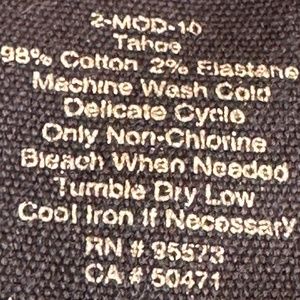 2-MOD-10
Tahoe
98% Cotton 2% Elastane
Machine Wash Cold
Delicate Cycle
Only Non-Chlorine
Bleach When Needed
Tumble Dry Low
Cool Iron If Necessary
RN # 95573
CA # 50471